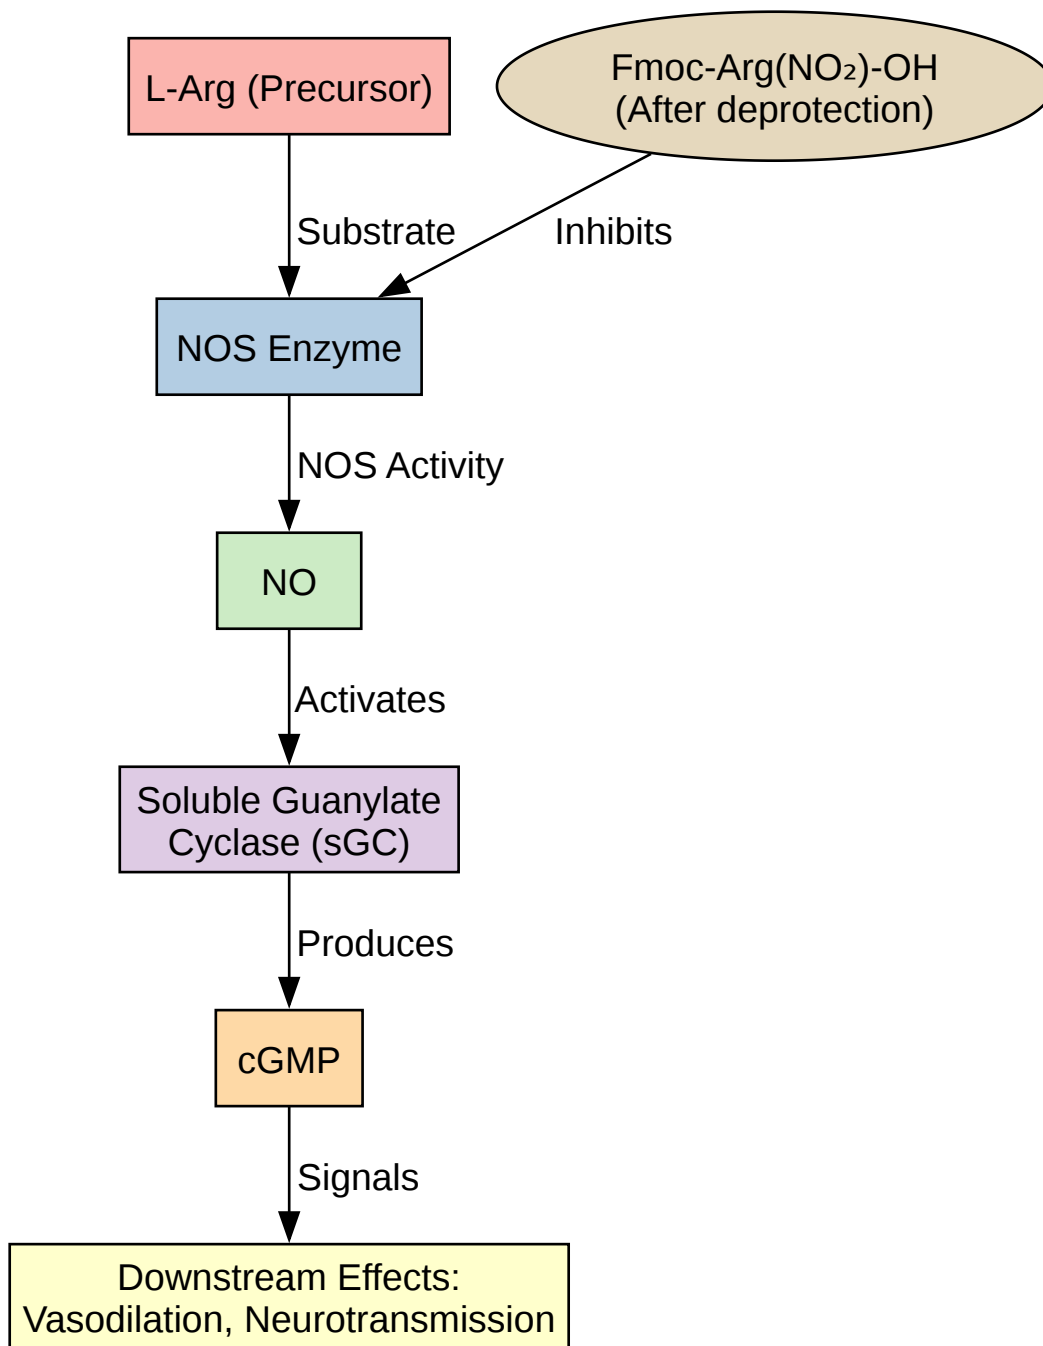 L-Arg (Precursor)
Fmoc-Arg(NO₂)-OH
(After deprotection)
Substrate
Inhibits
NOS Enzyme
NOS Activity
NO
Activates
Soluble Guanylate
Cyclase (sGC)
Produces
cGMP
Signals
Downstream Effects:
Vasodilation, Neurotransmission